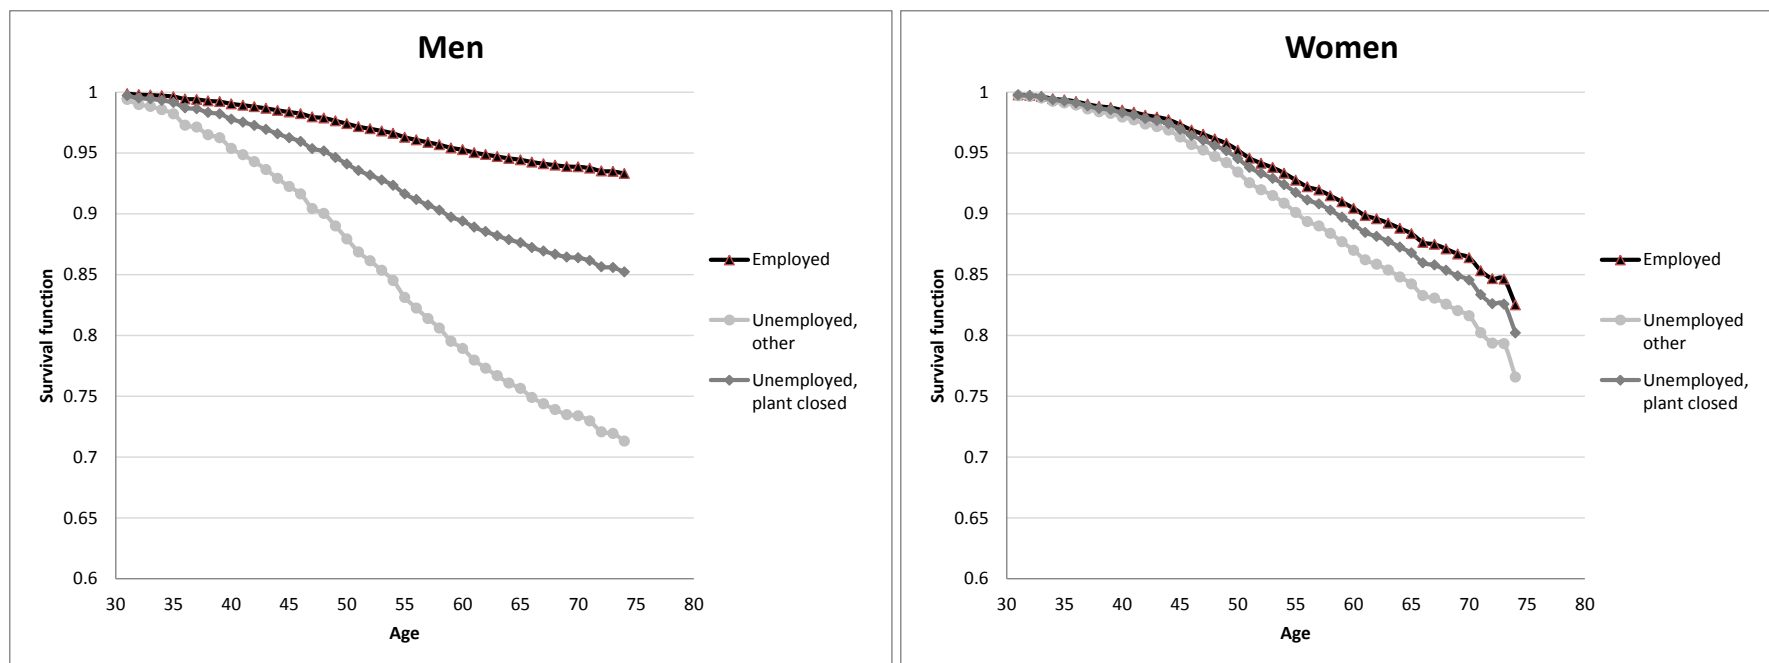 Men
1
0.95
0.9
0.85
0.8
0.75
0.7
0.65
0.6
Survival function
30 35 40 45 50 55 60 65 70 75 80
Age
Employed
Unemployed,
other
Unemployed,
plant closed
Women
1
0.95
0.9
0.85
0.8
0.75
0.7
0.65
0.6
Survival function
30 35 40 45 50 55 60 65 70 75 80
Age
Employed
Unemployed
other
Unemployed,
plant closed